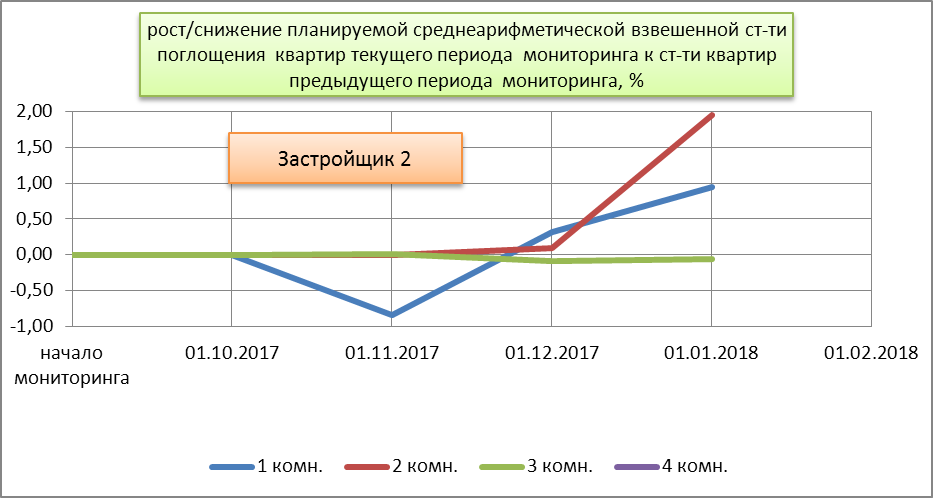 рост/снижение планируемой среднеарифметической взвешенной ст-ти
поглощения квартир текущего периода мониторинга к ст-ти квартир
предыдущего периода мониторинга, %
2,00
1,50
1,00
0,50
0,00
-0,50
-1,00
Застройщик 2
начало
мониторинга
01.10.2017
01.11.2017
01.12.2017
01.01.2018
01.02.2018
1 комн.
2 комн.
3 комн.
4 комн.